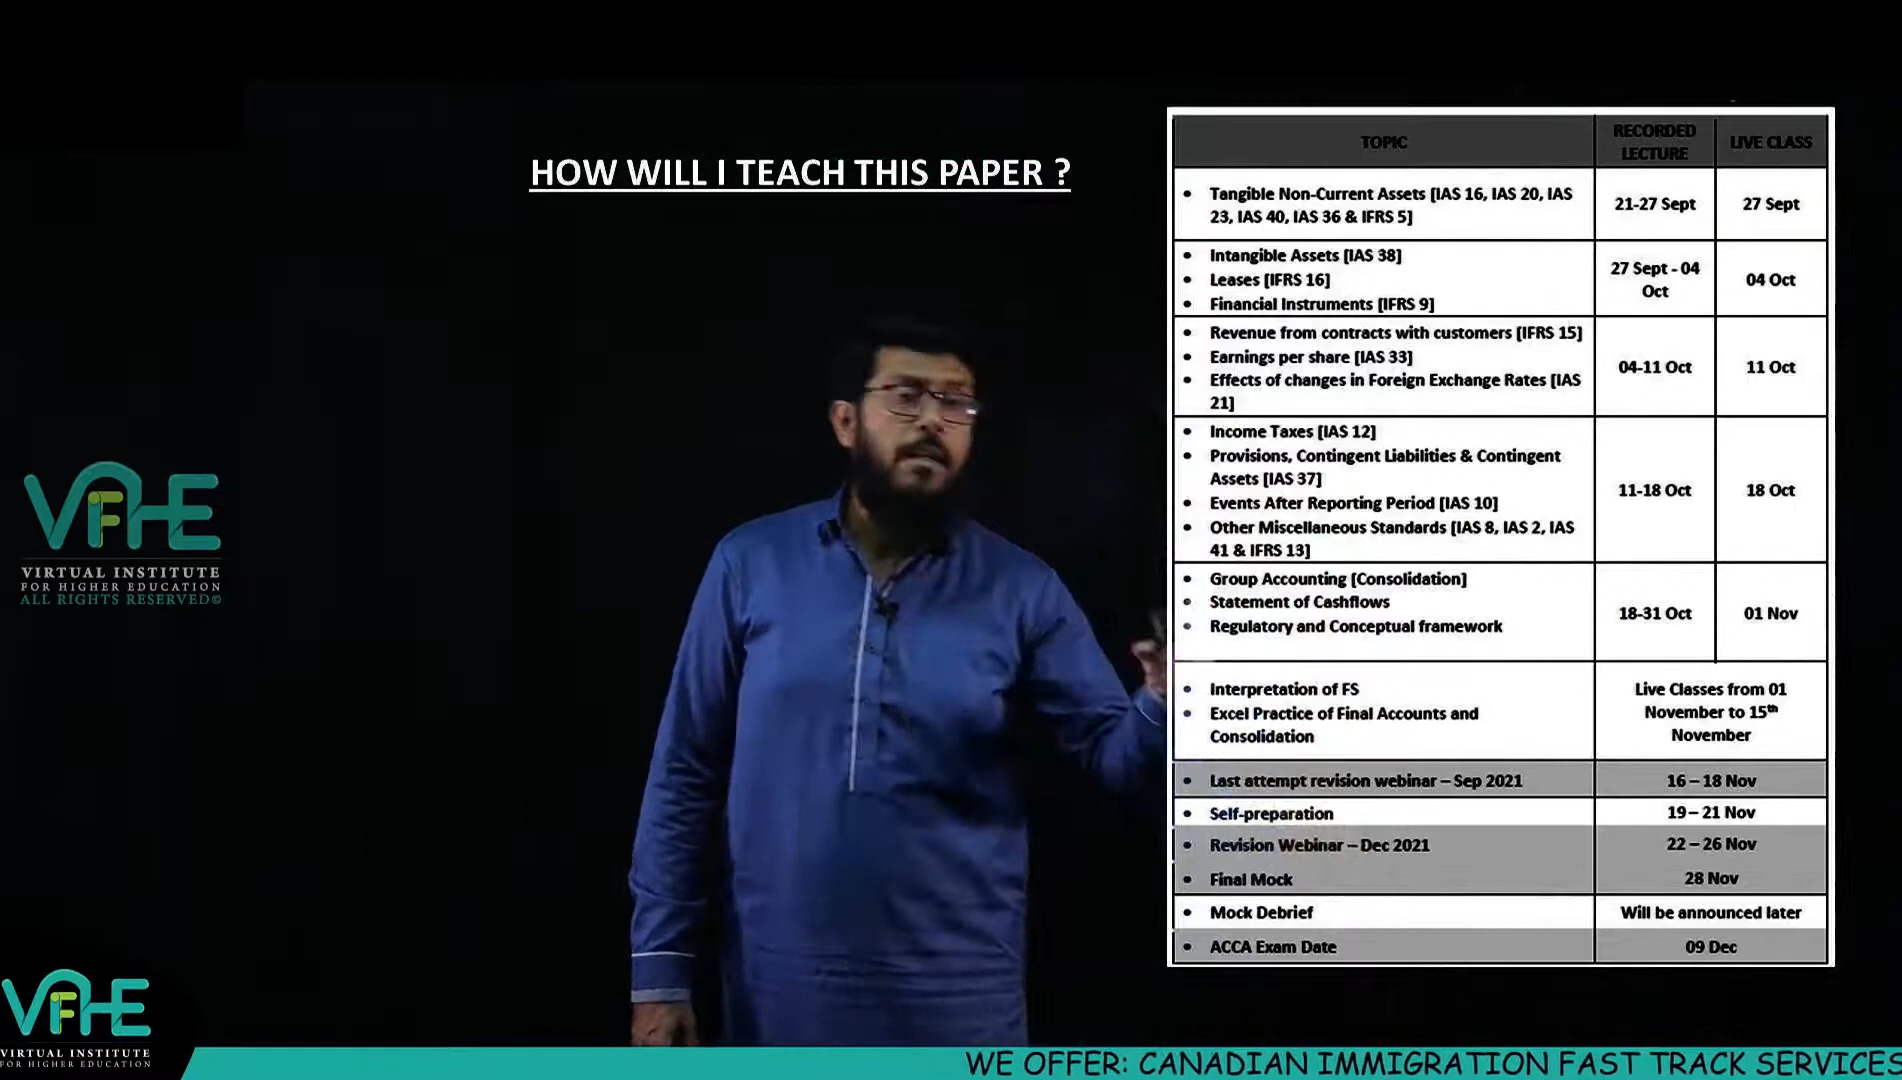 HOW WILL I TEACH THIS PAPER ?
TOPIC
RECORDED
LECTURE
LIVE CLASS
• Tangible Non-Current Assets [IAS 16, IAS 20, IAS
23, IAS 40, IAS 36 & IFRS 5]
21-27 Sept
27 Sept
• Intangible Assets [IAS 38]
• Leases [IFRS 16]
• Financial Instruments [IFRS 9]
27 Sept - 04
Oct
04 Oct
• Revenue from contracts with customers [IFRS 15]
• Earnings per share [IAS 33]
• Effects of changes in Foreign Exchange Rates [IAS
21]
04-11 Oct
11 Oct
• Income Taxes [IAS 12]
• Provisions, Contingent Liabilities & Contingent
Assets [IAS 37]
• Events After Reporting Period [IAS 10]
• Other Miscellaneous Standards [IAS 8, IAS 2, IAS
41 & IFRS 13]
11-18 Oct
18 Oct
• Group Accounting [Consolidation]
• Statement of Cashflows
• Regulatory and Conceptual framework
18-31 Oct
01 Nov
• Interpretation of FS
• Excel Practice of Final Accounts and
Consolidation
Live Classes from 01
November to 15th
November
• Last attempt revision webinar – Sep 2021
16 – 18 Nov
• Self-preparation
19 – 21 Nov
• Revision Webinar – Dec 2021
22 – 26 Nov
• Final Mock
28 Nov
• Mock Debrief
Will be announced later
• ACCA Exam Date
09 Dec
VIFHE
VIRTUAL INSTITUTE
FOR HIGHER EDUCATION
ALL RIGHTS RESERVED©
VIFHE
VIRTUAL INSTITUTE
FOR HIGHER EDUCATION
WE OFFER: CANADIAN IMMIGRATION FAST TRACK SERVICES